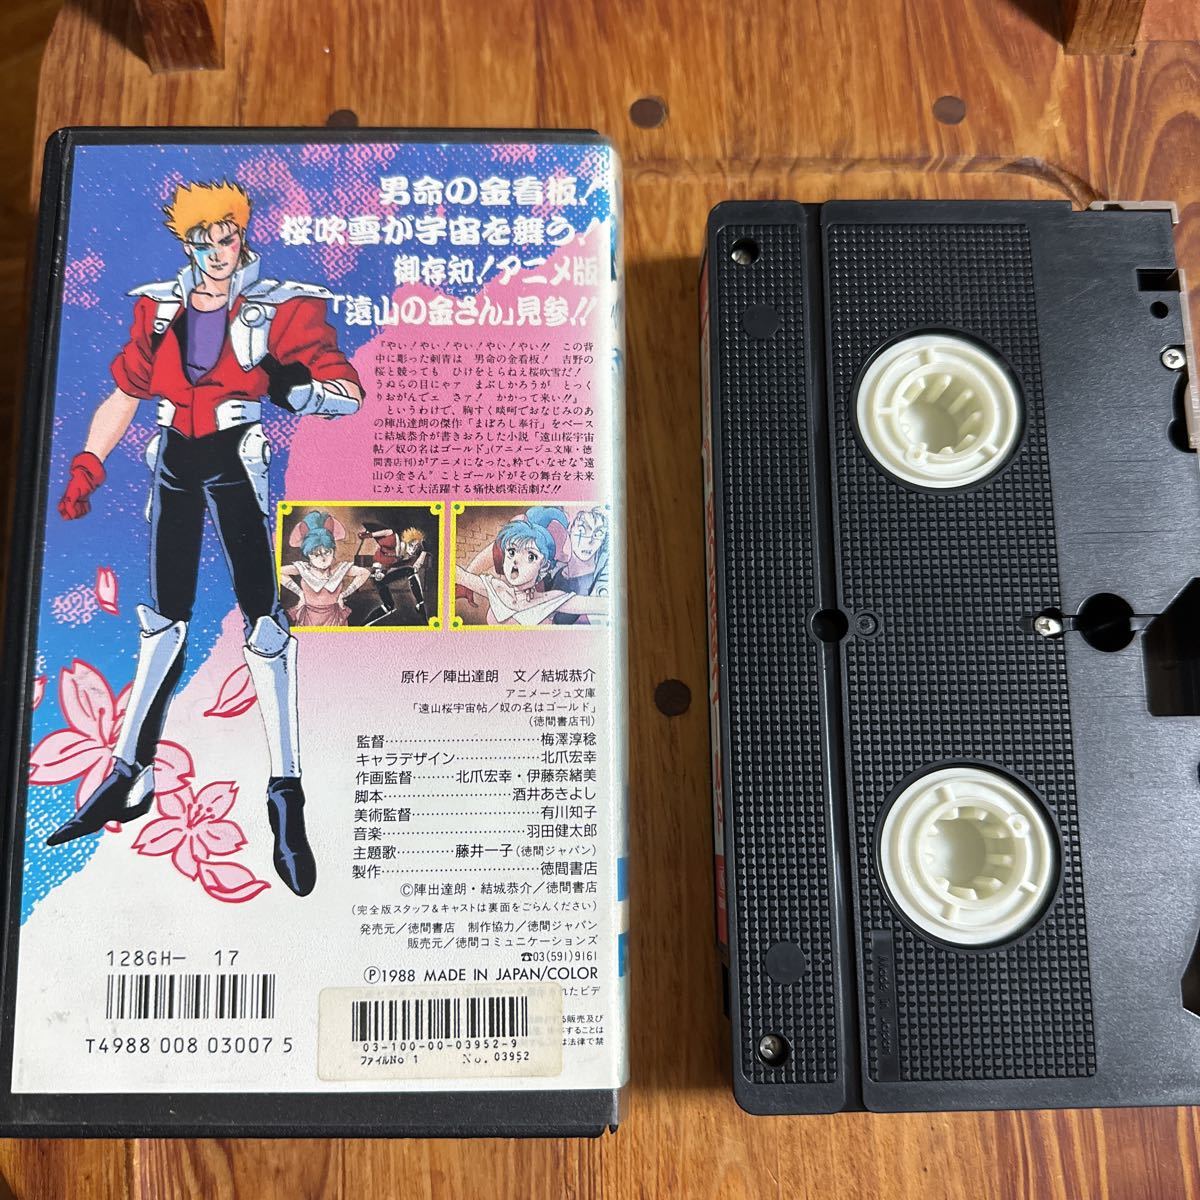 男命の金看板!
桜吹雪が宇宙を舞う!
御存知!アニメ版
「遠山の金さん」見参!!
『やい!やい!やい!やい!やい!! この背
中に彫った刺青は 男命の金看板! 吉野の
桜と競っても ひけをとらねえ桜吹雪だ!
うぬらの目にゃァ まぶしかろうが とっく
りおがんでェ さァ! かかって来い!!』
というわけで、胸すく啖呵でおなじみのあ
の陣出達朗の傑作「まぼろし奉行」をベース
に結城恭介が書きおろした小説「遠山桜宇宙
帖/奴の名はゴールド」(アニメージュ文庫・徳
間書店刊)がアニメになった。粋でいなせな“遠
山の金さん”ことゴールドがその舞台を未来
にかえて大活躍する痛快娯楽活劇だ!!
原作/陣出達朗 文/結城恭介
アニメージュ文庫
「遠山桜宇宙帖/奴の名はゴールド」
(徳間書店刊)
監督………………………………梅澤淳稔
キャラデザイン………………北爪宏幸
作画監督………北爪宏幸・伊藤奈緒美
脚本………………………酒井あきよし
美術監督………………………有川知子
音楽……………………………羽田健太郎
主題歌…………藤井一子(徳間ジャパン)
製作………………………………徳間書店
©陣出達朗・結城恭介/徳間書店
(完全版スタッフ&キャストは裏面をごらんください)
発売元/徳間書店 制作協力/徳間ジャパン
販売元/徳間コミュニケーションズ
☎03(591)9161
Ⓟ1988 MADE IN JAPAN/COLOR
128GH- 17
T4988 008 03007 5
れたビデ
る販売及び
することは
は法律で禁
03-100-00-03952-9
ファイルNo 1 No. 03952